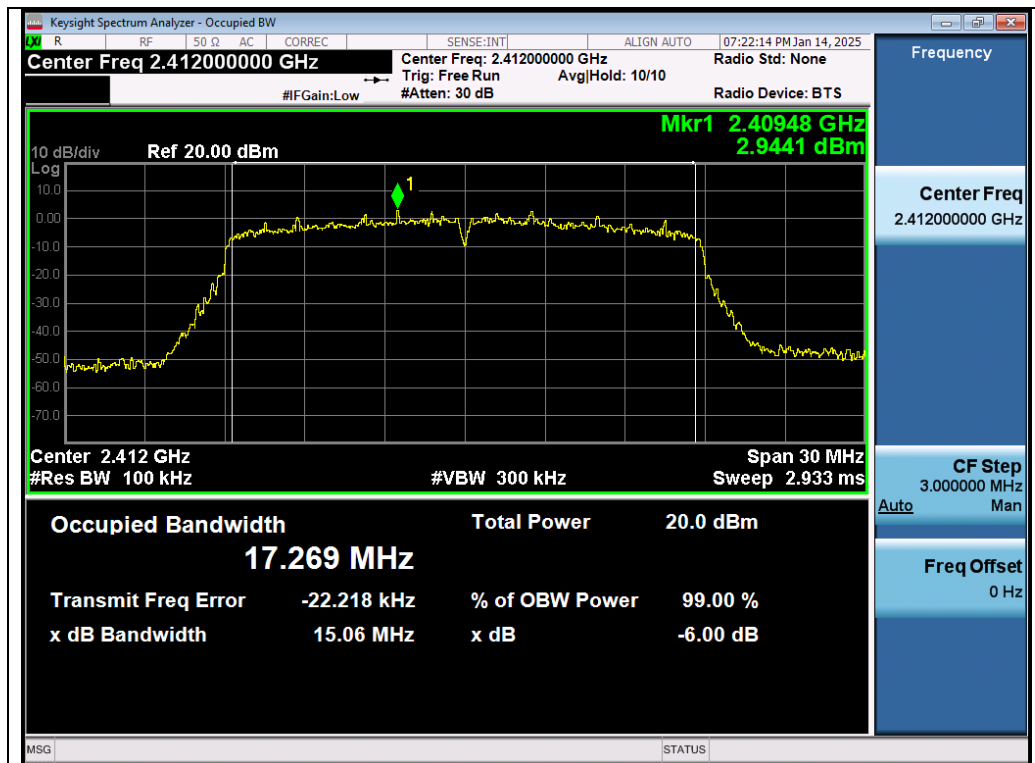 Keysight Spectrum Analyzer - Occupied BW
LXI R RF 50 Ω AC CORREC SENSE:INT ALIGN AUTO 07:22:14 PM Jan 14, 2025
Center Freq 2.412000000 GHz
Center Freq: 2.412000000 GHz Radio Std: None
Trig: Free Run Avg|Hold: 10/10
#IFGain:Low #Atten: 30 dB Radio Device: BTS
Mkr1 2.40948 GHz
2.9441 dBm
10 dB/div Ref 20.00 dBm
Log
10.0
1
0.00
-10.0
-20.0
-30.0
-40.0
-50.0
-60.0
-70.0
Center 2.412 GHz Span 30 MHz
#Res BW 100 kHz #VBW 300 kHz Sweep 2.933 ms
Occupied Bandwidth Total Power 20.0 dBm
17.269 MHz
Transmit Freq Error -22.218 kHz % of OBW Power 99.00 %
x dB Bandwidth 15.06 MHz x dB -6.00 dB
Frequency
Center Freq
2.412000000 GHz
CF Step
3.000000 MHz
Auto Man
Freq Offset
0 Hz
MSG STATUS